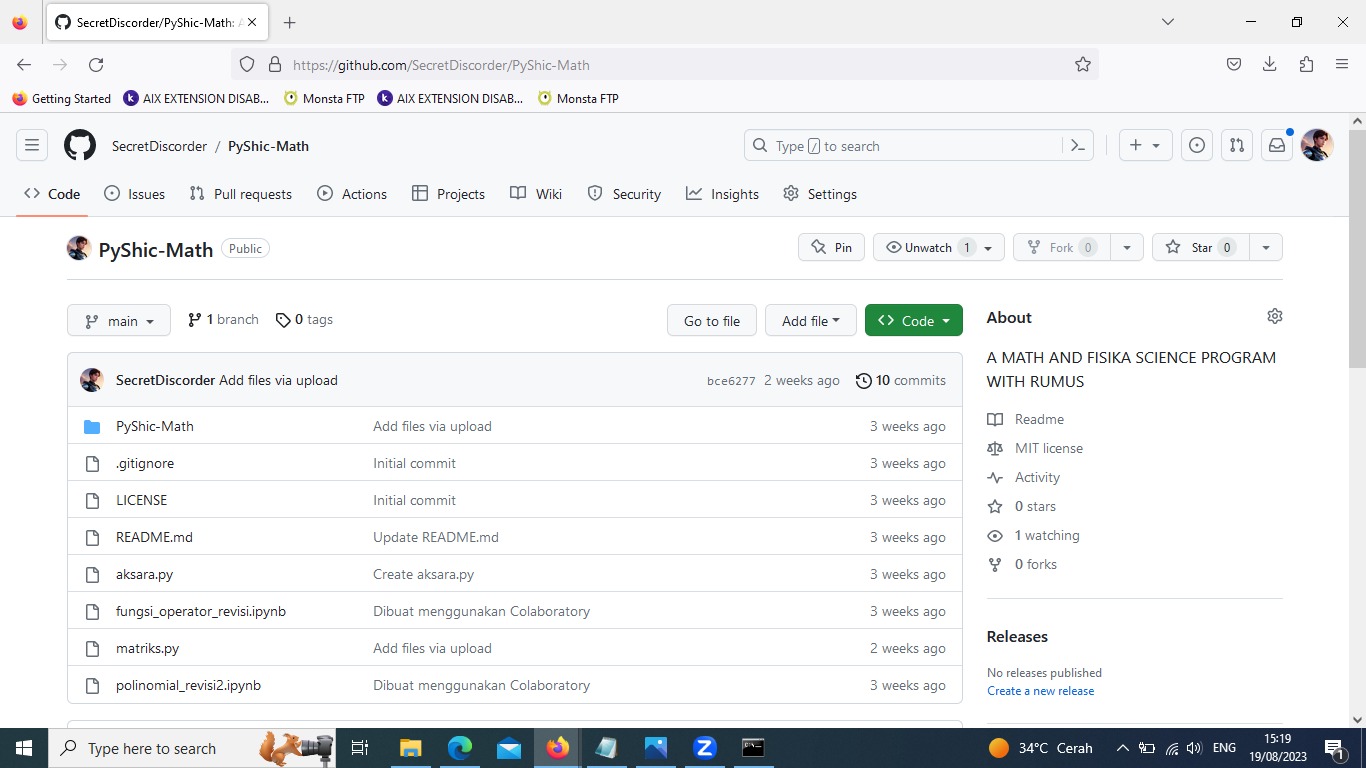 SecretDiscorder/PyShic-Math: A
https://github.com/SecretDiscorder/PyShic-Math
Getting Started AIX EXTENSION DISAB... Monsta FTP AIX EXTENSION DISAB... Monsta FTP
SecretDiscorder / PyShic-Math Type / to search
Code Issues Pull requests Actions Projects Wiki Security Insights Settings
PyShic-Math Public Pin Unwatch 1 Fork 0 Star 0
main 1 branch 0 tags Go to file Add file Code
About
A MATH AND FISIKA SCIENCE PROGRAM
WITH RUMUS
Readme
MIT license
Activity
0 stars
1 watching
0 forks
Releases
No releases published
Create a new release
SecretDiscorder Add files via upload bce6277 2 weeks ago 10 commits
PyShic-Math Add files via upload 3 weeks ago
.gitignore Initial commit 3 weeks ago
LICENSE Initial commit 3 weeks ago
README.md Update README.md 3 weeks ago
aksara.py Create aksara.py 3 weeks ago
fungsi_operator_revisi.ipynb Dibuat menggunakan Colaboratory 3 weeks ago
matriks.py Add files via upload 2 weeks ago
polinomial_revisi2.ipynb Dibuat menggunakan Colaboratory 3 weeks ago
Type here to search 34°C Cerah ENG 15:19
19/08/2023 1